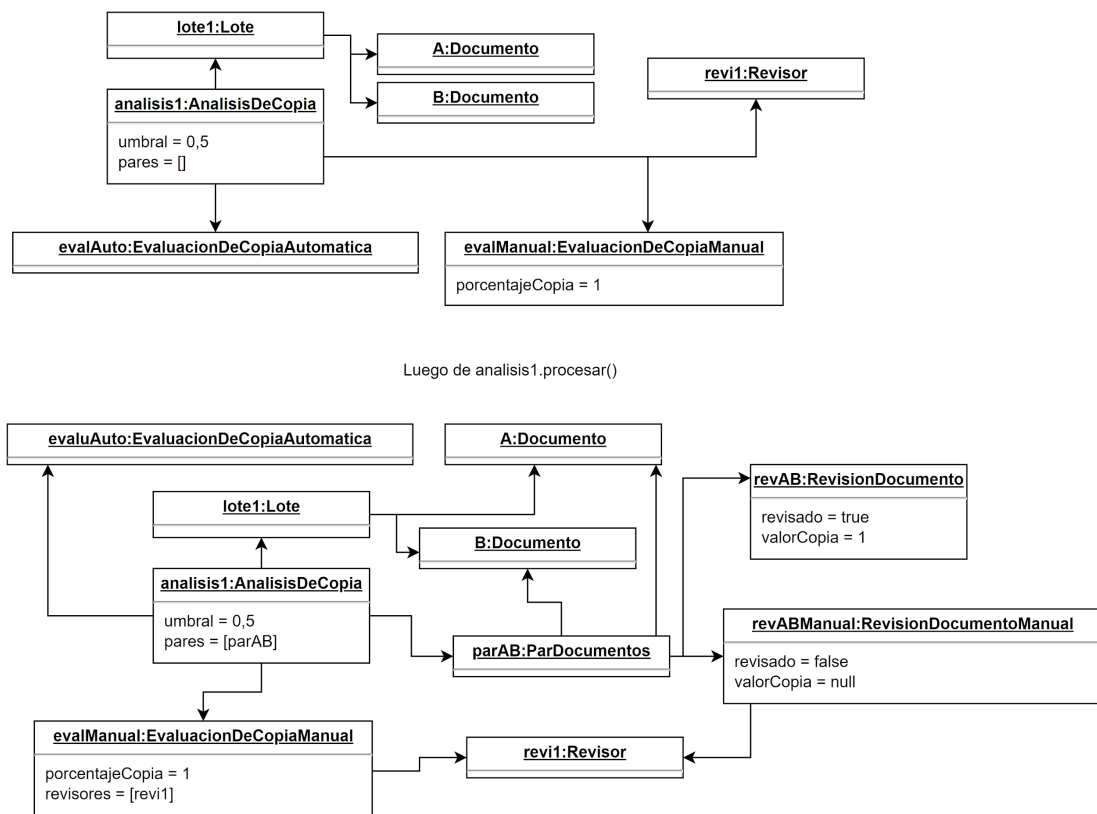 lote1:Lote
A:Documento
B:Documento
revi1:Revisor
analisis1:AnalisisDeCopia
umbral = 0,5
pares = []
evalAuto:EvaluacionDeCopiaAutomatica
evalManual:EvaluacionDeCopiaManual
porcentajeCopia = 1
Luego de analisis1.procesar()
evaluAuto:EvaluacionDeCopiaAutomatica
A:Documento
revAB:RevisionDocumento
revisado = true
valorCopia = 1
lote1:Lote
B:Documento
analisis1:AnalisisDeCopia
umbral = 0,5
pares = [parAB]
parAB:ParDocumentos
revABManual:RevisionDocumentoManual
revisado = false
valorCopia = null
evalManual:EvaluacionDeCopiaManual
porcentajeCopia = 1
revisores = [revi1]
revi1:Revisor